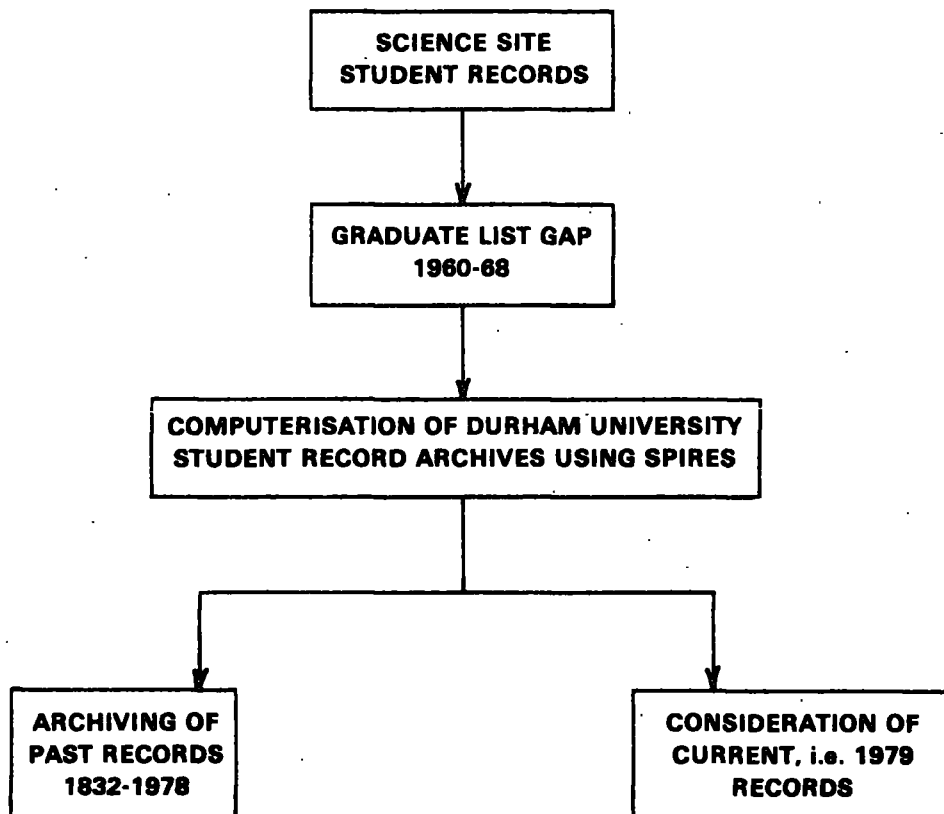 SCIENCE SITE
STUDENT RECORDS
GRADUATE LIST GAP
1960-68
COMPUTERISATION OF DURHAM UNIVERSITY
STUDENT RECORD ARCHIVES USING SPIRES
ARCHIVING OF
PAST RECORDS
1832-1978
CONSIDERATION OF
CURRENT, i.e. 1979
RECORDS